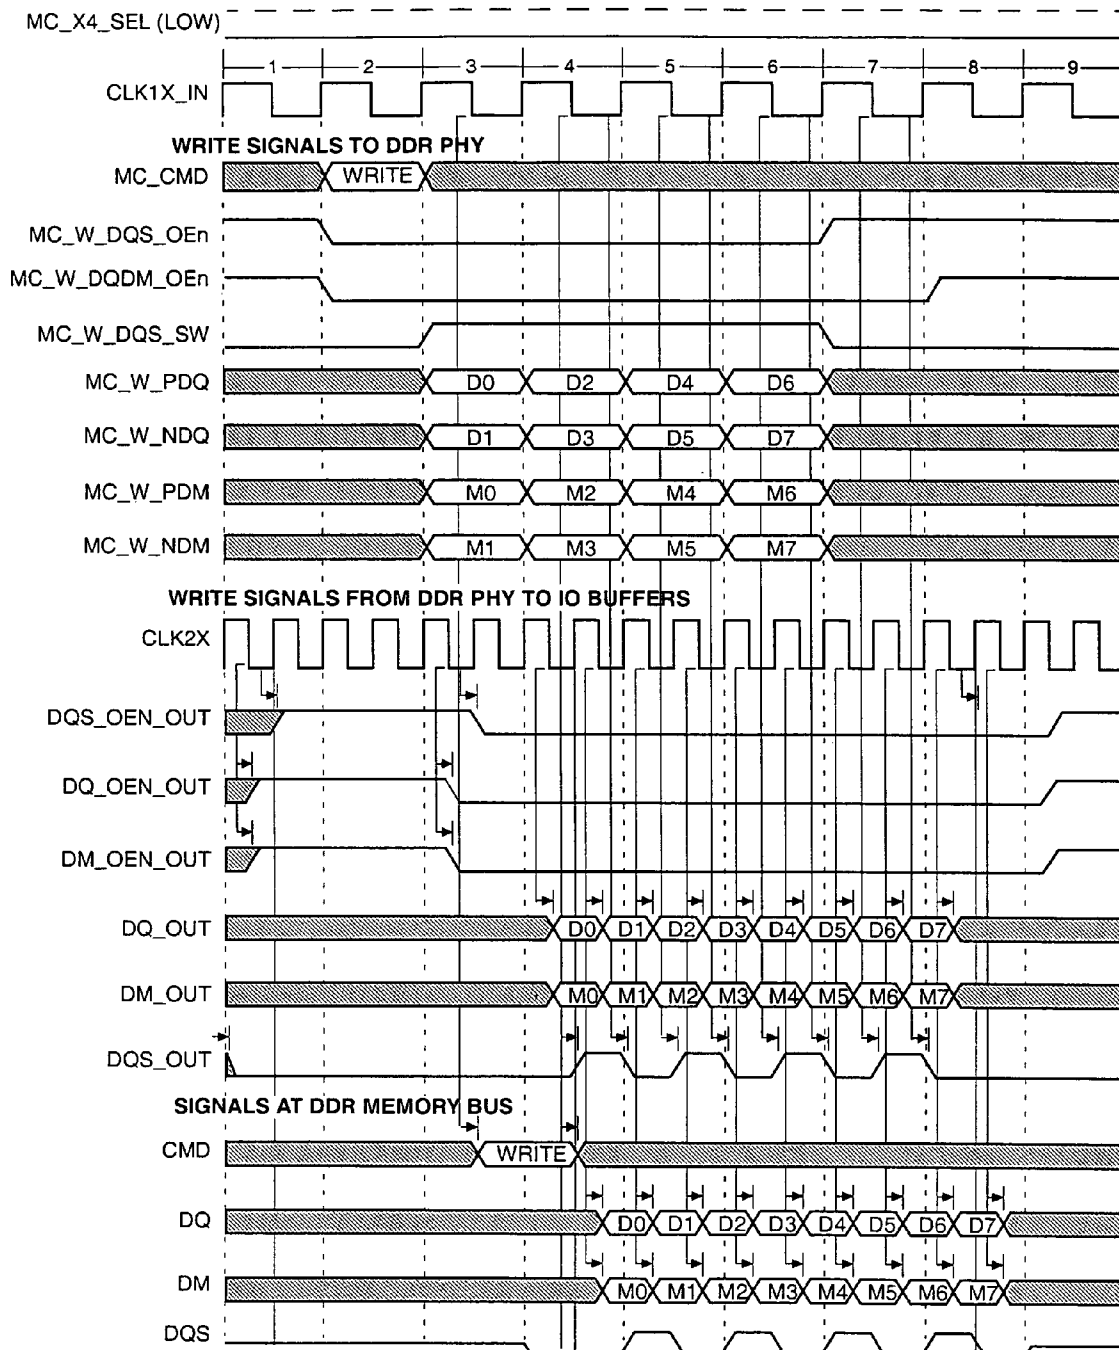 MC_X4_SEL (LOW)
1 2 3 4 5 6 7 8 9
CLK1X_IN
WRITE SIGNALS TO DDR PHY
MC_CMD WRITE
MC_W_DQS_OEn
MC_W_DQDM_OEn
MC_W_DQS_SW
MC_W_PDQ D0 D2 D4 D6
MC_W_NDQ D1 D3 D5 D7
MC_W_PDM M0 M2 M4 M6
MC_W_NDM M1 M3 M5 M7
WRITE SIGNALS FROM DDR PHY TO IO BUFFERS
CLK2X
DQS_OEN_OUT
DQ_OEN_OUT
DM_OEN_OUT
DQ_OUT D0 D1 D2 D3 D4 D5 D6 D7
DM_OUT M0 M1 M2 M3 M4 M5 M6 M7
DQS_OUT
SIGNALS AT DDR MEMORY BUS
CMD WRITE
DQ D0 D1 D2 D3 D4 D5 D6 D7
DM M0 M1 M2 M3 M4 M5 M6 M7
DQS